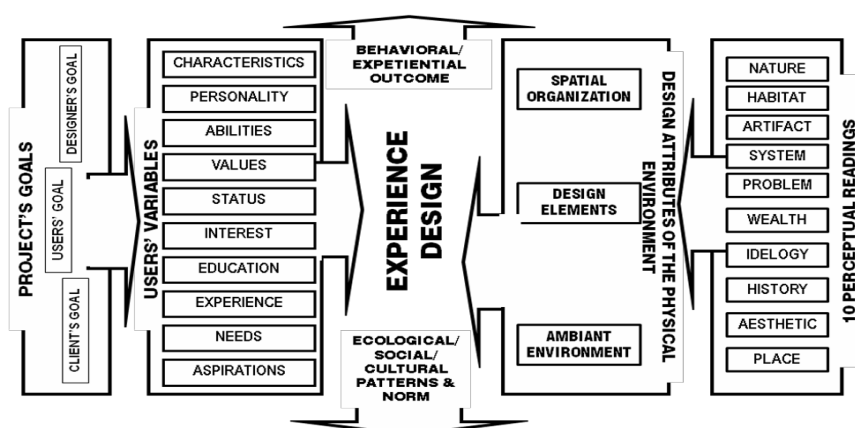 PROJECT'S GOALS
DESIGNER'S GOAL
USERS' GOAL
CLIENT'S GOAL
USERS' VARIABLES
CHARACTERISTICS
PERSONALITY
ABILITIES
VALUES
STATUS
INTEREST
EDUCATION
EXPERIENCE
NEEDS
ASPIRATIONS
BEHAVIORAL/
EXPETIENTIAL
OUTCOME
EXPERIENCE
DESIGN
ECOLOGICAL/
SOCIAL/
CULTURAL
PATTERNS &
NORM
SPATIAL
ORGANIZATION
DESIGN
ELEMENTS
AMBIANT
ENVIRONMENT
DESIGN ATTRIBUTES OF THE PHYSICAL
ENVIRONMENT
NATURE
HABITAT
ARTIFACT
SYSTEM
PROBLEM
WEALTH
IDELOGY
HISTORY
AESTHETIC
PLACE
10 PERCEPTUAL READINGS